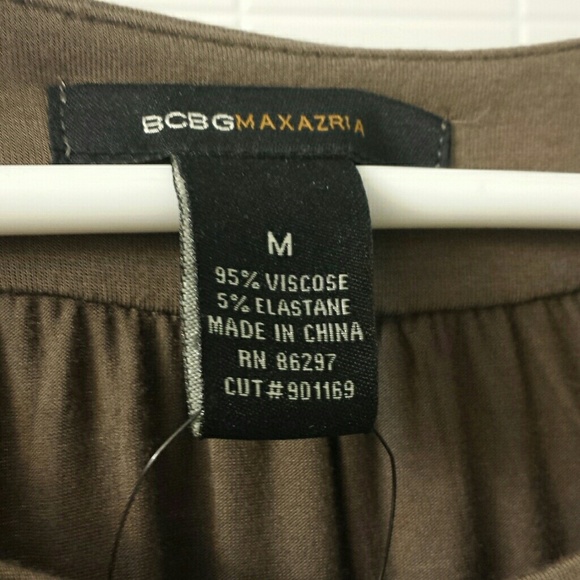 BCBGMAXAZRIA
M
95% VISCOSE
5% ELASTANE
MADE IN CHINA
RN 86297
CUT#901169